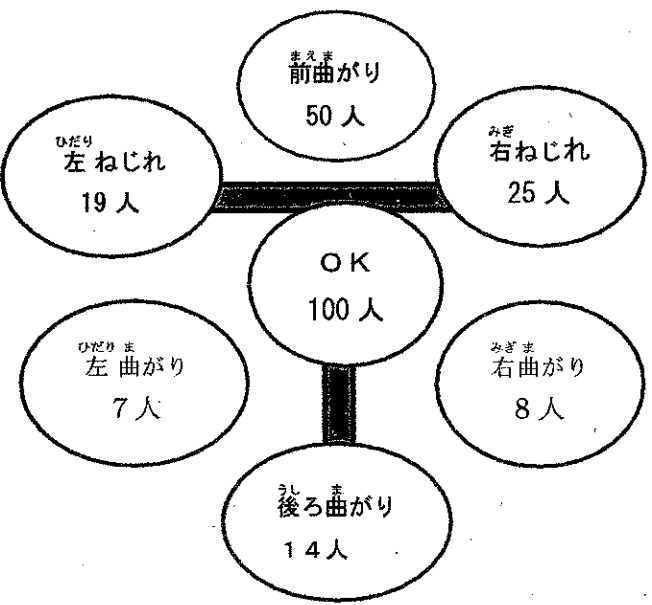 前曲がり
50人
左ねじれ
19人
右ねじれ
25人
OK
100人
左曲がり
7人
右曲がり
8人
後ろ曲がり
14人